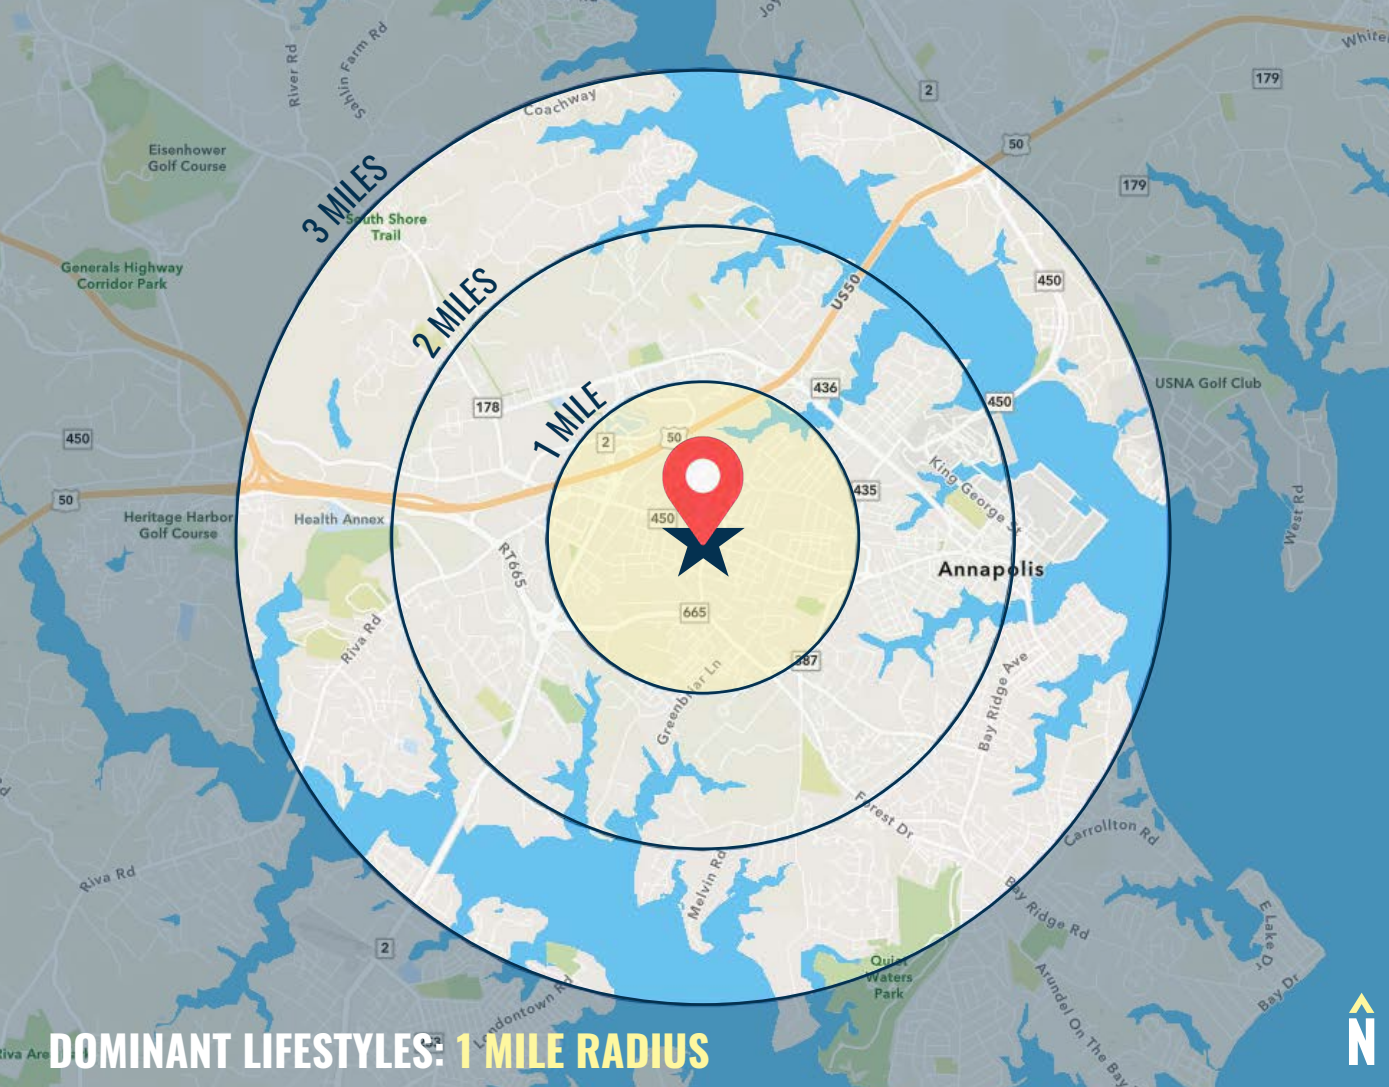 Coachway
River Rd
Sahlin Farm Rd
2
179
White
50
Eisenhower
Golf Course
3 MILES
South Shore
Trail
179
Generals Highway
Corridor Park
2 MILES
US50
450
1 MILE
178
436
450
USNA Golf Club
450
2
50
50
King George St
435
West Rd
Heritage Harbor
Golf Course
Health Annex
450
RT665
Annapolis
665
Riva Rd
387
Greenbriar Ln
Bay Ridge Ave
Forest Dr
Carrollton Rd
Riva Rd
Melvin Rd
Bay Ridge Rd
E Lake Dr
2
Quiet
Waters
Park
Londontown Rd
Arundel On The Bay
Bay Dr
DOMINANT LIFESTYLES: 1 MILE RADIUS
N